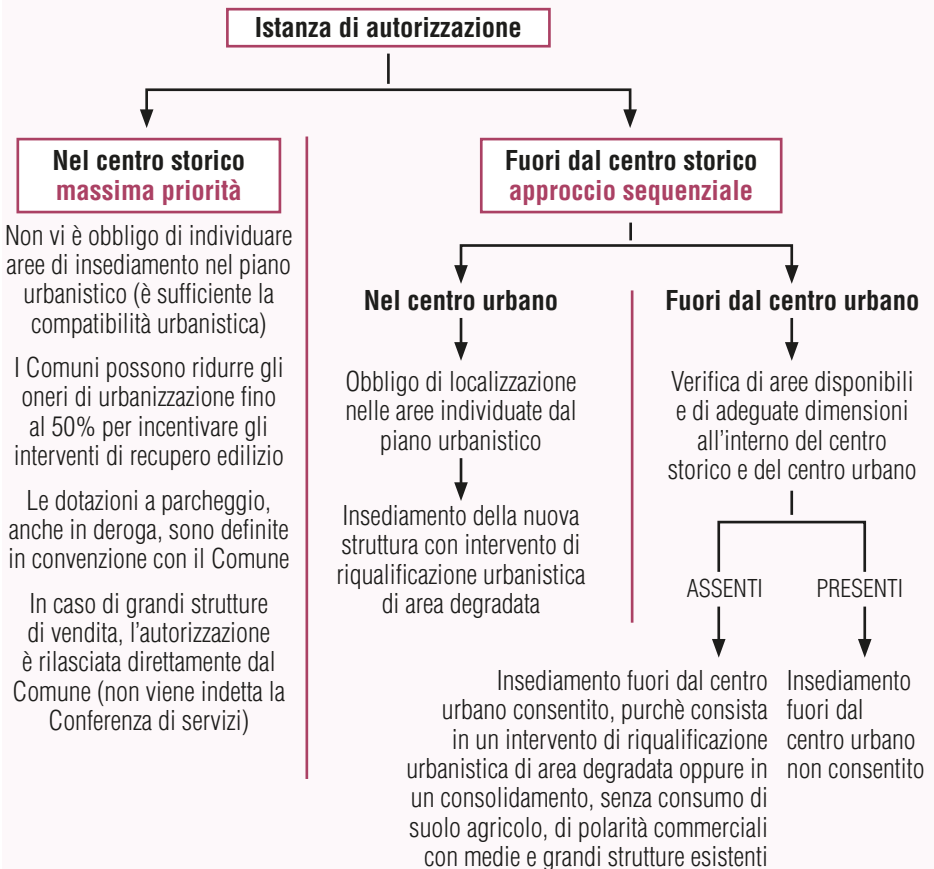 Istanza di autorizzazione
Nel centro storico
massima priorità
Non vi è obbligo di individuare
aree di insediamento nel piano
urbanistico (è sufficiente la
compatibilità urbanistica)
I Comuni possono ridurre gli
oneri di urbanizzazione fino
al 50% per incentivare gli
interventi di recupero edilizio
Le dotazioni a parcheggio,
anche in deroga, sono definite
in convenzione con il Comune
In caso di grandi strutture
di vendita, l'autorizzazione
è rilasciata direttamente dal
Comune (non viene indetta la
Conferenza di servizi)
Fuori dal centro storico
approccio sequenziale
Nel centro urbano
Obbligo di localizzazione
nelle aree individuate dal
piano urbanistico
Insediamento della nuova
struttura con intervento di
riqualificazione urbanistica
di area degradata
Fuori dal centro urbano
Verifica di aree disponibili
e di adeguate dimensioni
all'interno del centro
storico e del centro urbano
ASSENTI
Insediamento fuori dal centro
urbano consentito, purchè consista
in un intervento di riqualificazione
urbanistica di area degradata oppure in
un consolidamento, senza consumo di
suolo agricolo, di polarità commerciali
con medie e grandi strutture esistenti
PRESENTI
Insediamento
fuori dal
centro urbano
non consentito